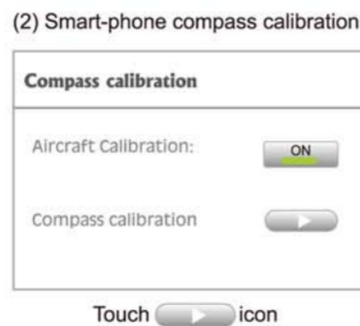 (2) Smart-phone compass calibration
Compass calibration
Aircraft Calibration: ON
Compass calibration
Touch icon